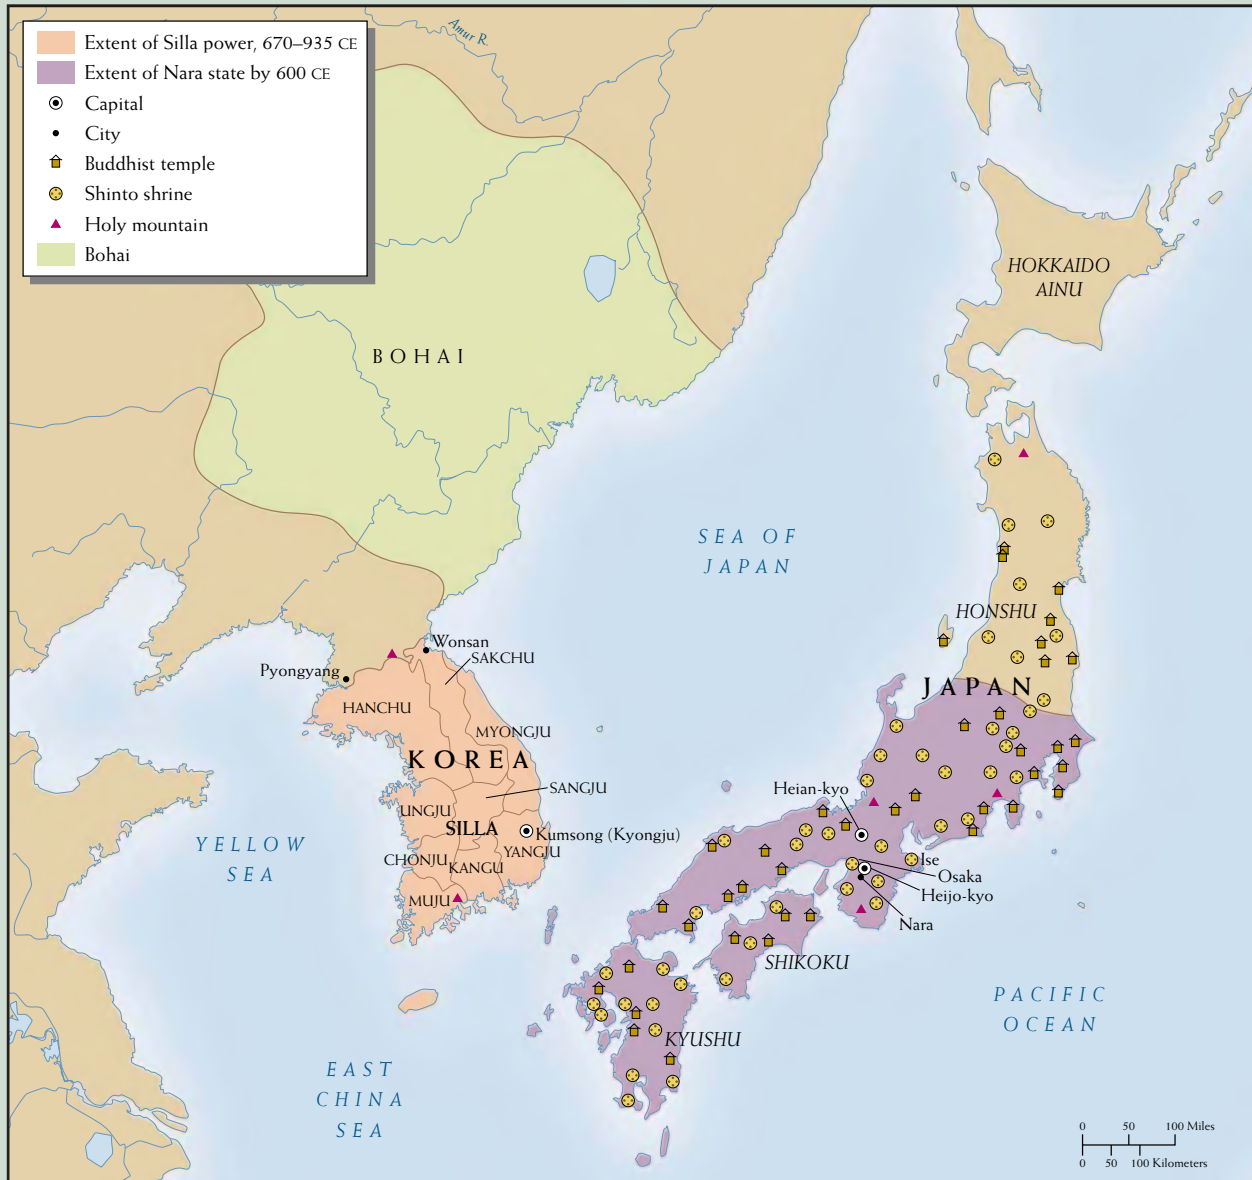 Extent of Silla power, 670–935 CE
Extent of Nara state by 600 CE
Capital
City
Buddhist temple
Shinto shrine
Holy mountain
Bohai
Amur R.
HOKKAIDO
AINU
BOHAI
SEA OF
JAPAN
HONSHU
Wonsan
SAKCHU
Pyongyang
HANCHU
JAPAN
MYONGJU
KOREA
SANGJU
Heian-kyo
UNGJU
SILLA
Kumsong (Kyongju)
YELLOW
SEA
YANGJU
CHONJU
KANGU
Ise
Osaka
Heijo-kyo
MUJU
Nara
SHIKOKU
PACIFIC
OCEAN
KYUSHU
EAST
CHINA
SEA
0 50 100 Miles
0 50 100 Kilometers